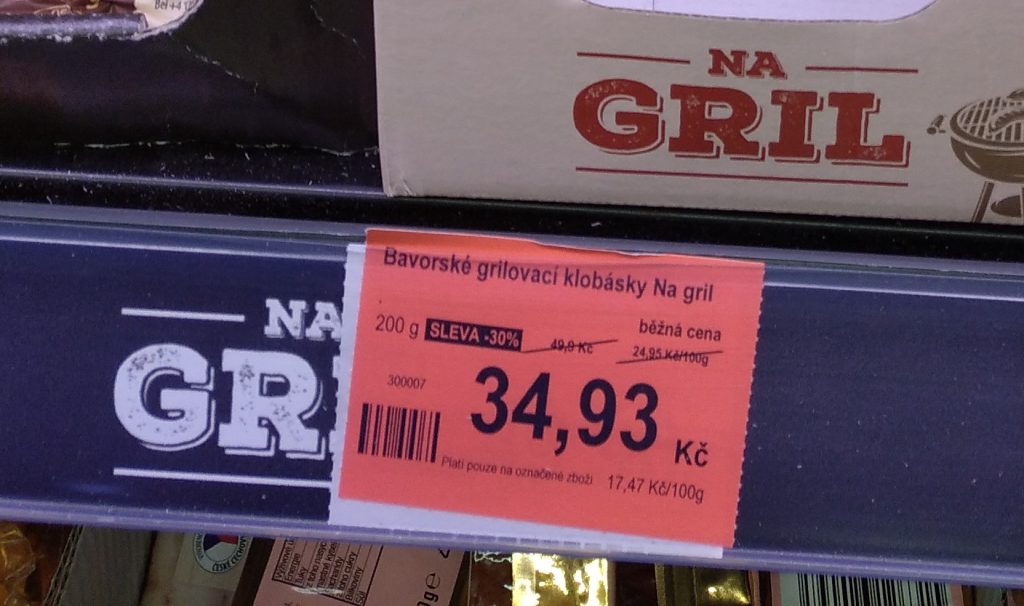 NA
GRIL
NA
GR
Bavorské grilovací klobásky Na gril
200 g SLEVA -30% 49,9 Kč
běžná cena
24,95 Kč/100g
34,93 Kč
300007
Platí pouze na označené zboží 17,47 Kč/100g
ČESKÉ